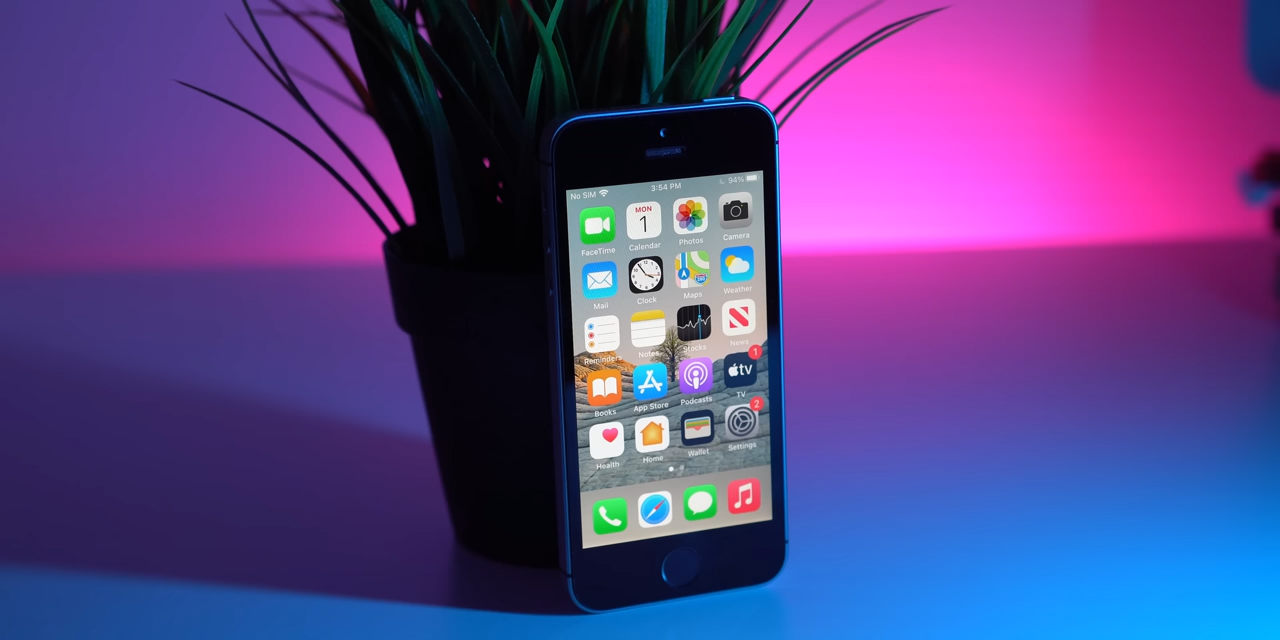 No SIM 3:54 PM 94%
MON
1
FaceTime Calendar Photos Camera
Mail Clock Maps Weather
Reminders Notes Stocks News
1
tv
Books App Store Podcasts TV
2
Health Home Wallet Settings